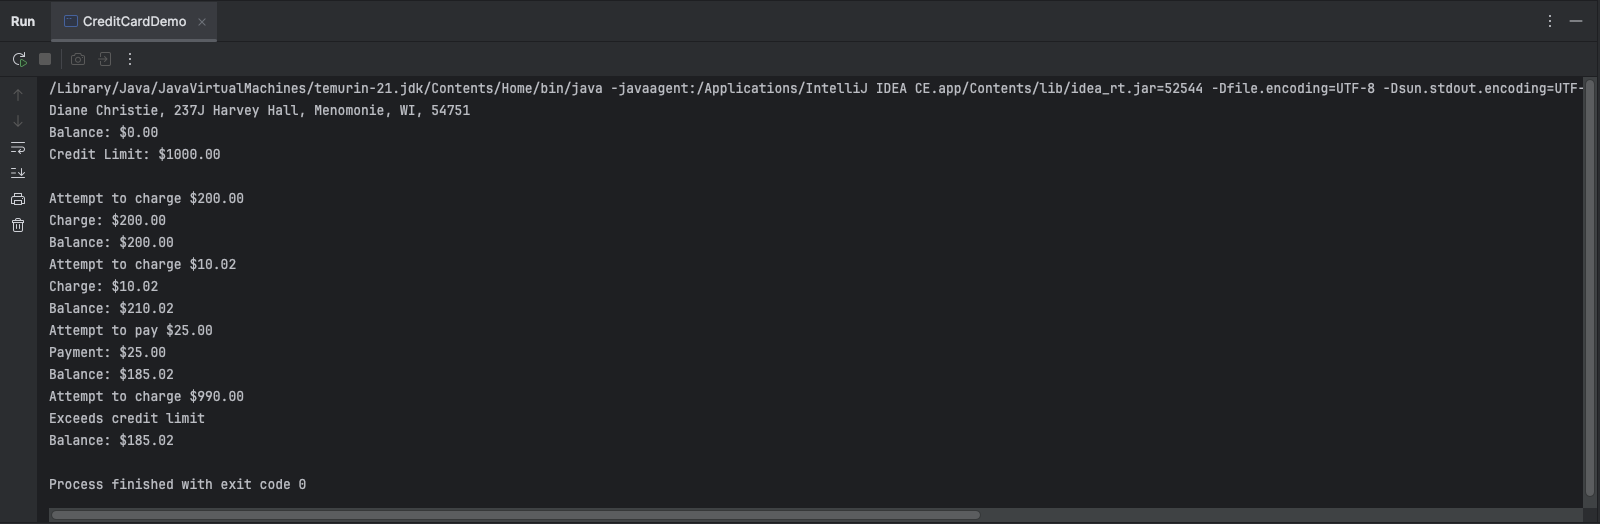 Run CreditCardDemo
/Library/Java/JavaVirtualMachines/temurin-21.jdk/Contents/Home/bin/java -javaagent:/Applications/IntelliJ IDEA CE.app/Contents/lib/idea_rt.jar=52544 -Dfile.encoding=UTF-8 -Dsun.stdout.encoding=UTF-
Diane Christie, 237J Harvey Hall, Menomonie, WI, 54751
Balance: $0.00
Credit Limit: $1000.00
Attempt to charge $200.00
Charge: $200.00
Balance: $200.00
Attempt to charge $10.02
Charge: $10.02
Balance: $210.02
Attempt to pay $25.00
Payment: $25.00
Balance: $185.02
Attempt to charge $990.00
Exceeds credit limit
Balance: $185.02
Process finished with exit code 0